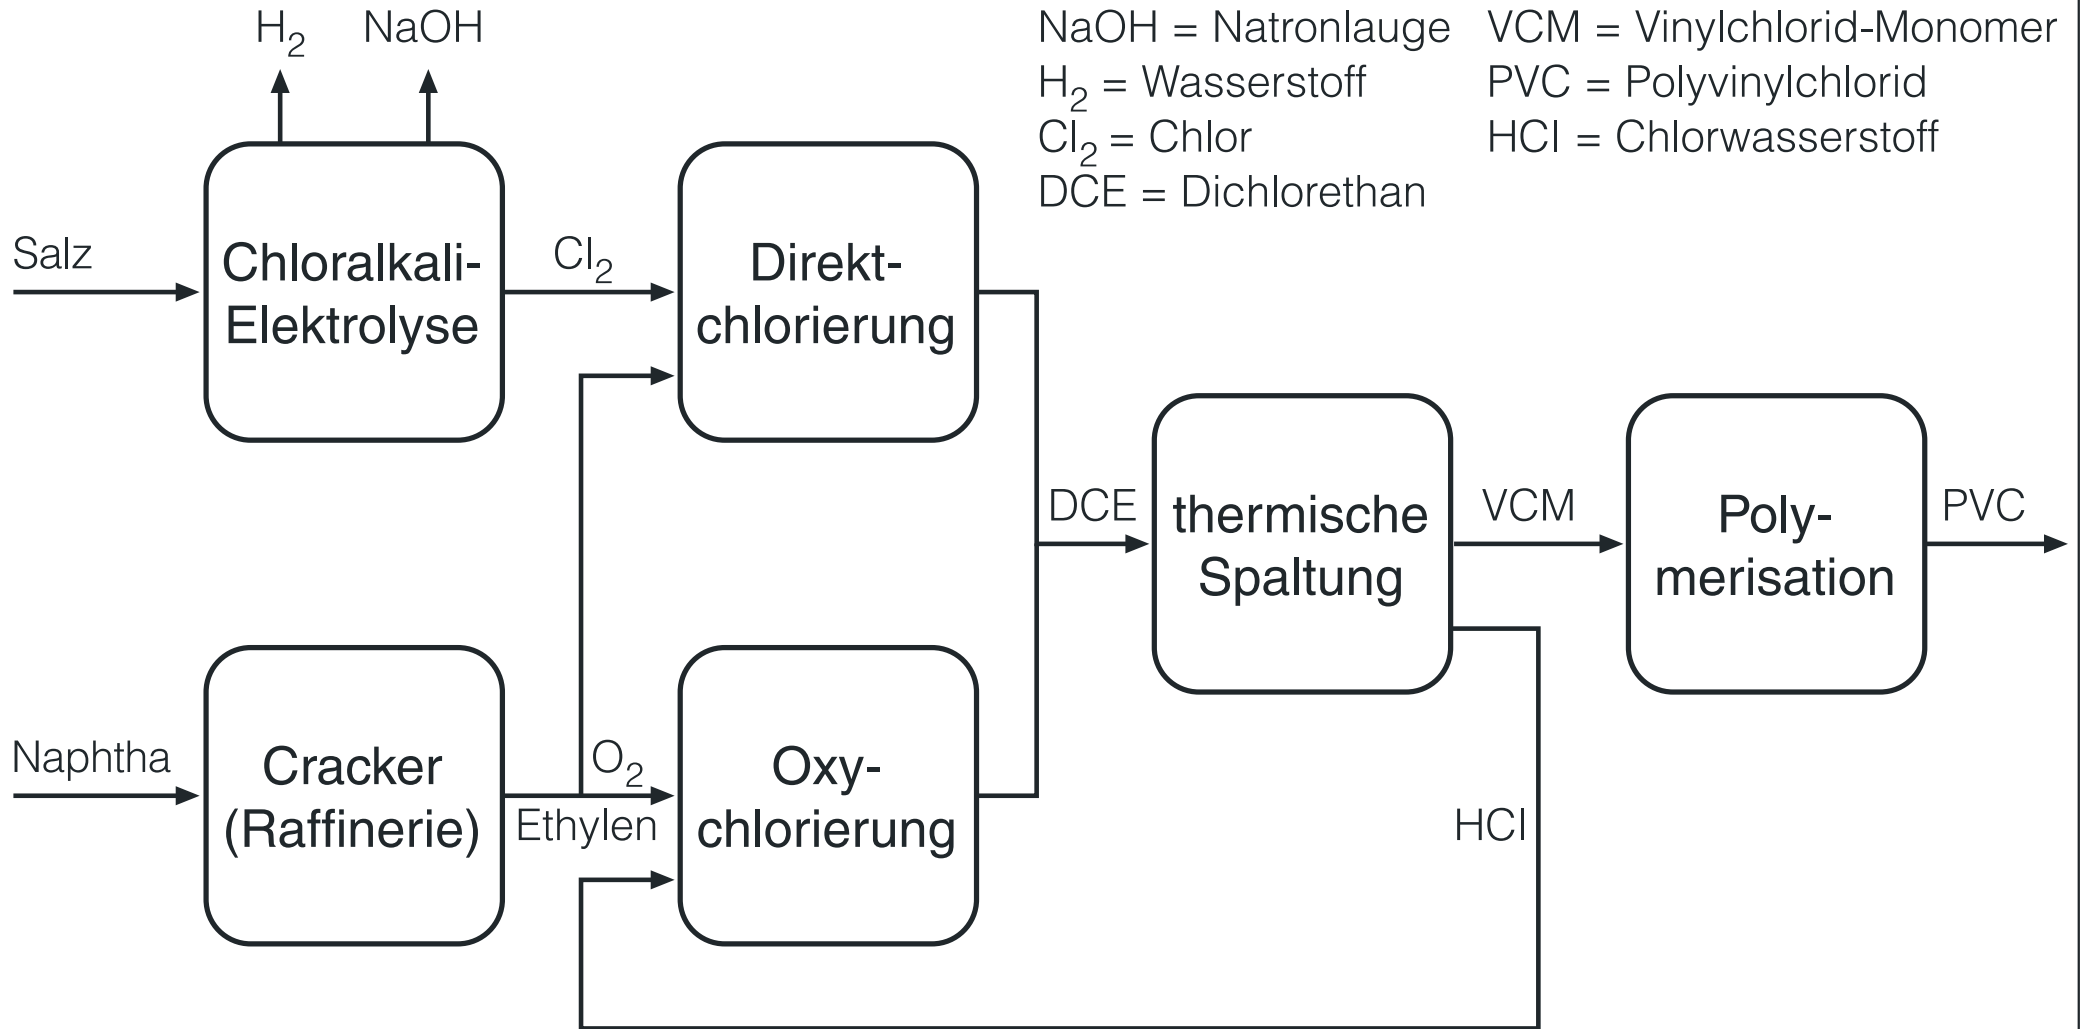 H₂ NaOH
NaOH = Natronlauge
H₂ = Wasserstoff
Cl₂ = Chlor
DCE = Dichlorethan
VCM = Vinylchlorid-Monomer
PVC = Polyvinylchlorid
HCl = Chlorwasserstoff
Salz
Chloralkali-
Elektrolyse
Cl₂
Direkt-
chlorierung
DCE
thermische
Spaltung
VCM
Poly-
merisation
PVC
Naphtha
Cracker
(Raffinerie)
O₂
Ethylen
Oxy-
chlorierung
HCl